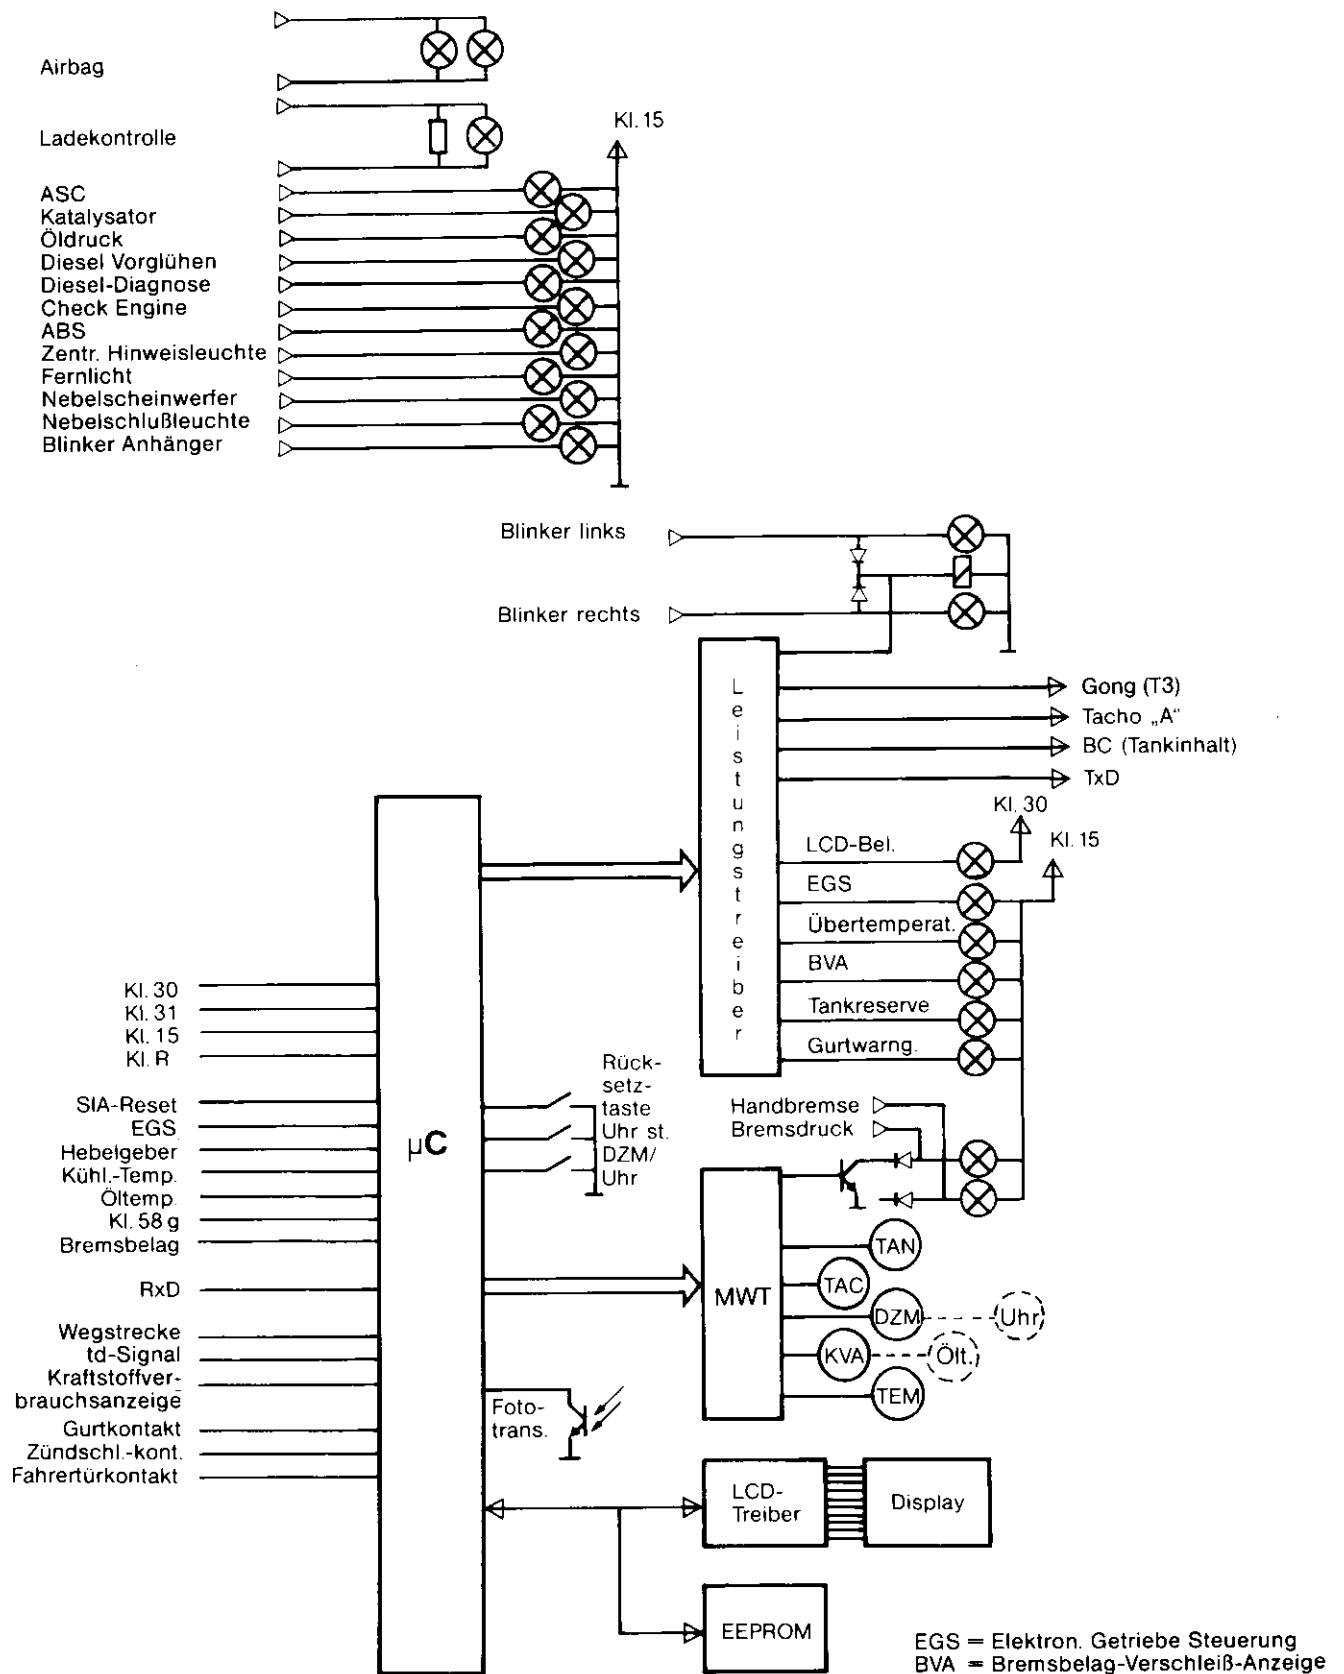 Airbag
Ladekontrolle
Kl. 15
ASC
Katalysator
Öldruck
Diesel Vorglühen
Diesel-Diagnose
Check Engine
ABS
Zentr. Hinweisleuchte
Fernlicht
Nebelscheinwerfer
Nebelschlußleuchte
Blinker Anhänger
Blinker links
Blinker rechts
Leistungstreiber
Gong (T3)
Tacho „A“
BC (Tankinhalt)
TxD
Kl. 30
Kl. 15
LCD-Bel.
EGS
Übertemperat.
BVA
Tankreserve
Gurtwarng.
Handbremse
Bremsdruck
Kl. 30
Kl. 31
Kl. 15
Kl. R
SIA-Reset
EGS
Hebelgeber
Kühl.-Temp.
Öltemp.
Kl. 58 g
Bremsbelag
RxD
Wegstrecke
td-Signal
Kraftstoffver-
brauchsanzeige
Gurtkontakt
Zündschl.-kont.
Fahrertürkontakt
µC
Rück-
setz-
taste
Uhr st.
DZM/
Uhr
Foto-
trans.
MWT
TAN
TAC
DZM
Uhr
KVA
Ölt.
TEM
LCD-
Treiber
Display
EEPROM
EGS = Elektron. Getriebe Steuerung
BVA = Bremsbelag-Verschleiß-Anzeige